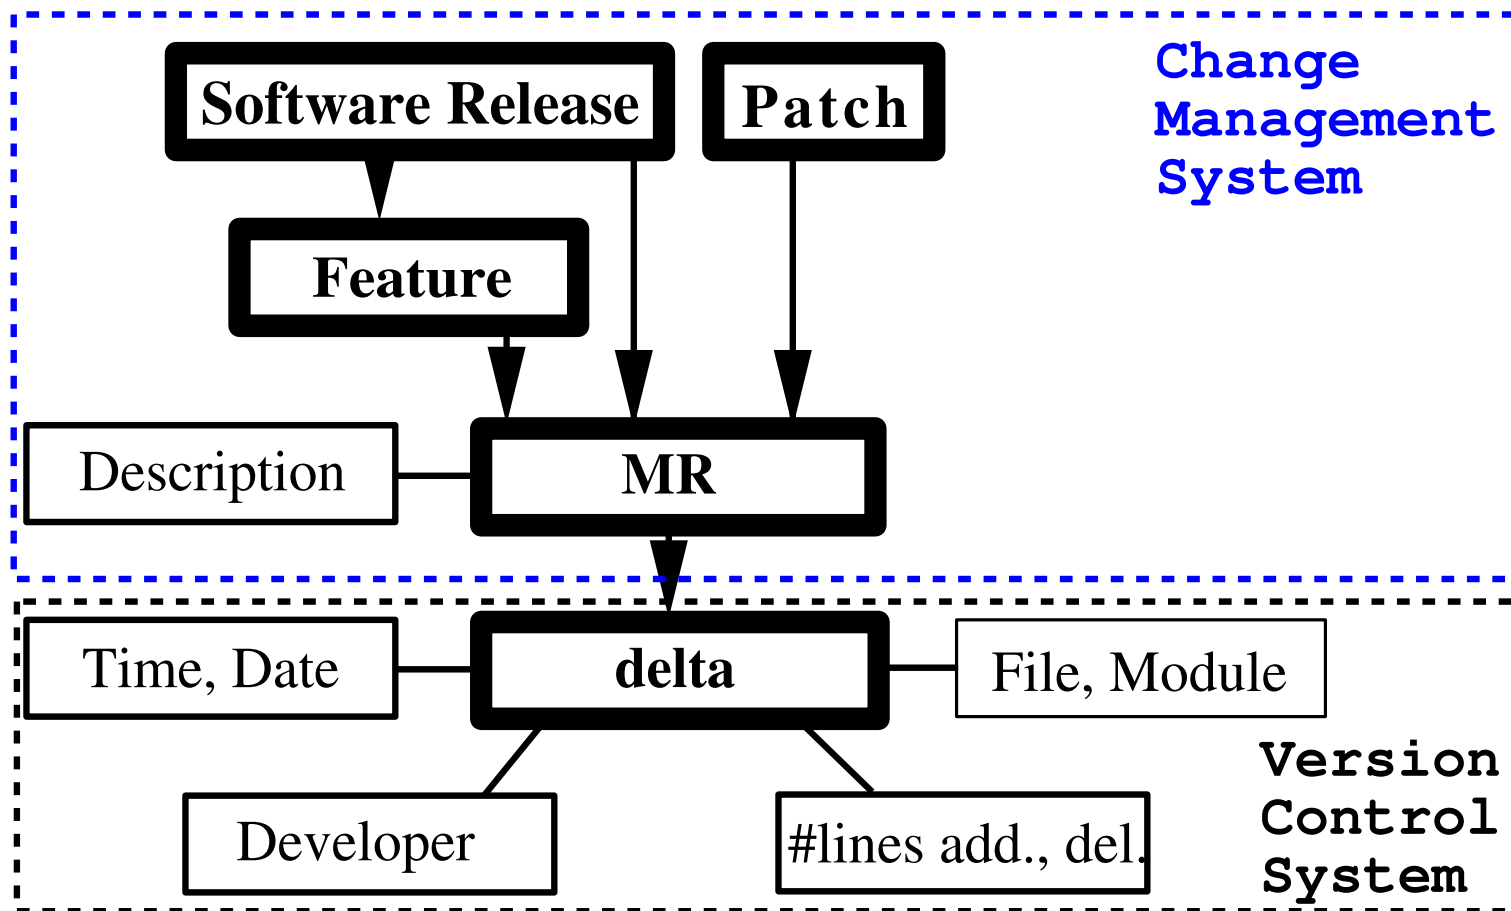 Software Release
Patch
Change
Management
System
Feature
Description
MR
Time, Date
delta
File, Module
Developer
#lines add., del.
Version
Control
System